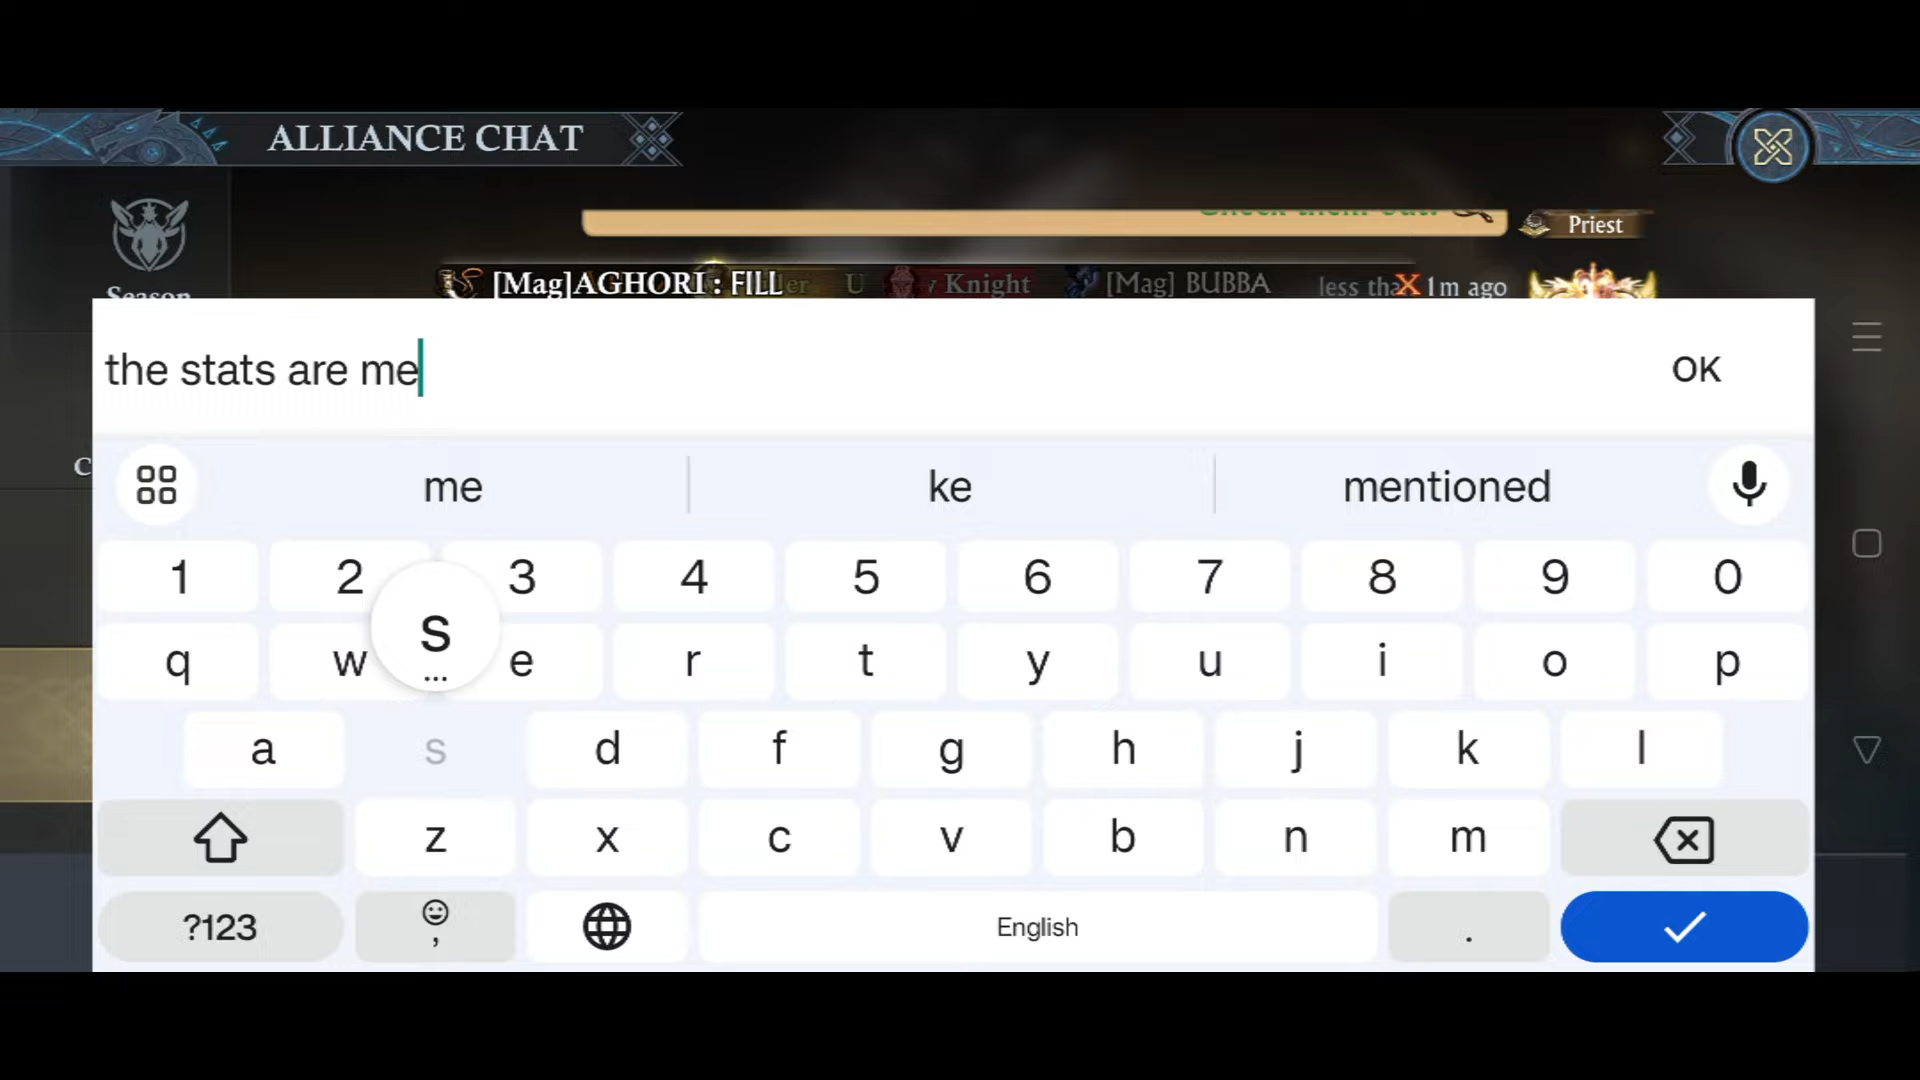 ALLIANCE CHAT
Priest
[Mag]AGHORI : FILL
Knight
[Mag] BUBBA
X 1m ago
Season
the stats are me
OK
me ke mentioned
1 2 3 4 5 6 7 8 9 0
s
q w e r t y u i o p
a s d f g h j k l
z x c v b n m
?123 , English .